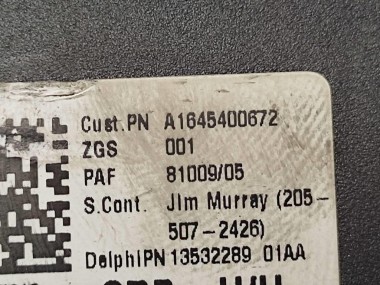 Cust.PN A1645400672
ZGS 001
PAF 81009/05
S.Cont. Jim Murray (205-
507-2426)
DelphiPN 13532289 01AA